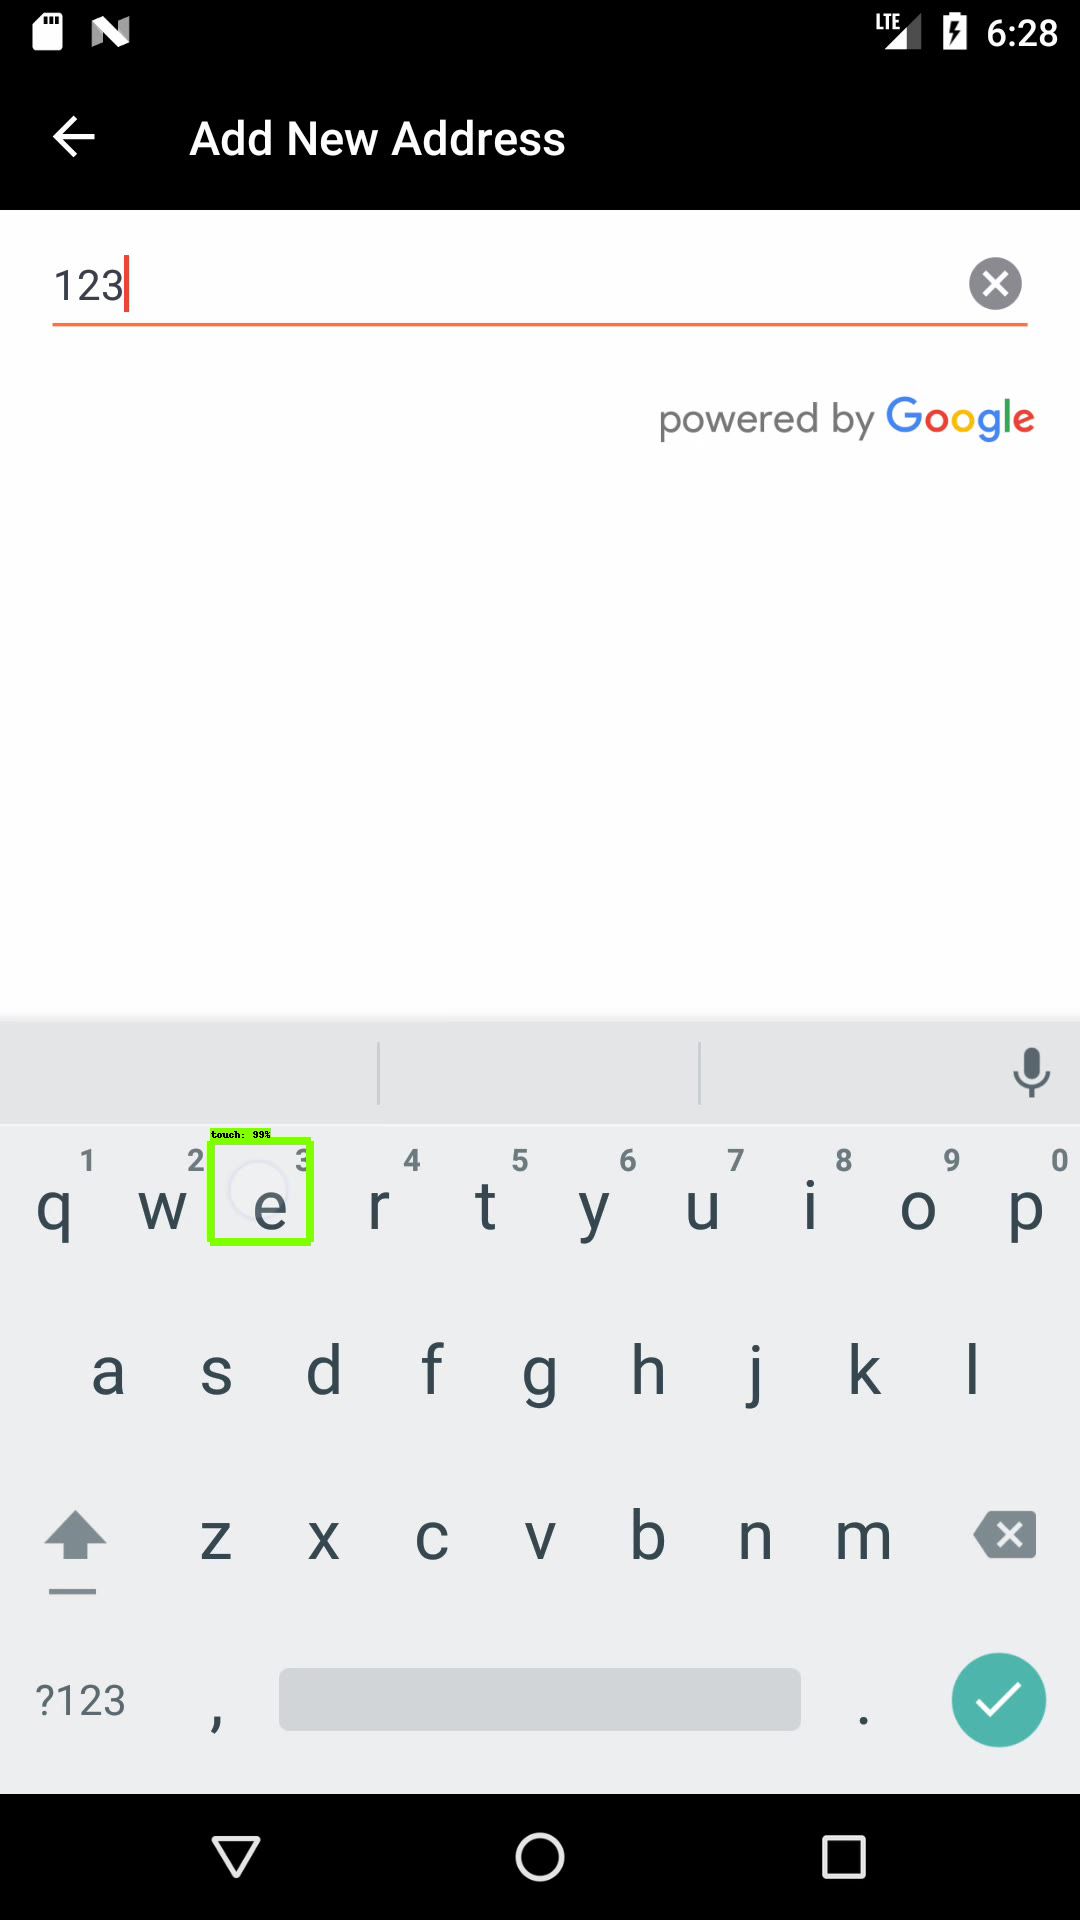 LTE 6:28
Add New Address
123
powered by Google
touch: 99%
1 2 3 4 5 6 7 8 9 0
q w e r t y u i o p
a s d f g h j k l
z x c v b n m
?123 , .